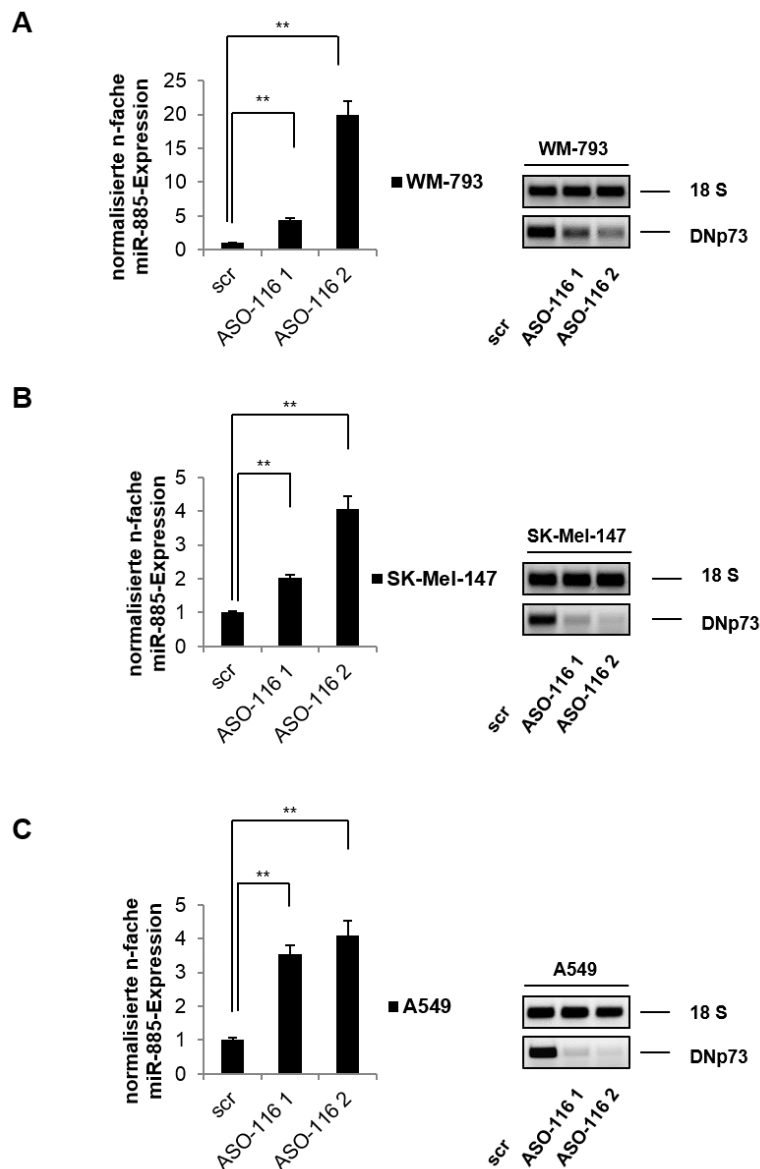 A
**
**
normalisierte n-fache
miR-885-Expression
25
20
15
10
5
0
scr
ASO-116 1
ASO-116 2
WM-793
WM-793
18 S
DNp73
scr
ASO-116 1
ASO-116 2
B
**
**
normalisierte n-fache
miR-885-Expression
5
4
3
2
1
0
scr
ASO-116 1
ASO-116 2
SK-Mel-147
SK-Mel-147
18 S
DNp73
scr
ASO-116 1
ASO-116 2
C
**
**
normalisierte n-fache
miR-885-Expression
5
4
3
2
1
0
scr
ASO-116 1
ASO-116 2
A549
A549
18 S
DNp73
scr
ASO-116 1
ASO-116 2